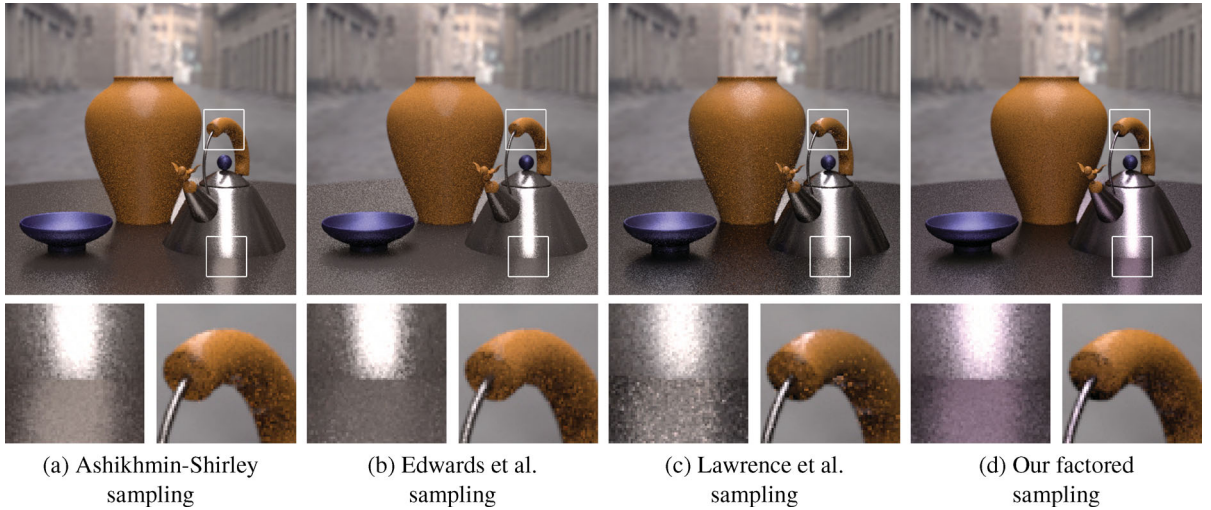 (a) Ashikhmin-Shirley
sampling
(b) Edwards et al.
sampling
(c) Lawrence et al.
sampling
(d) Our factored
sampling